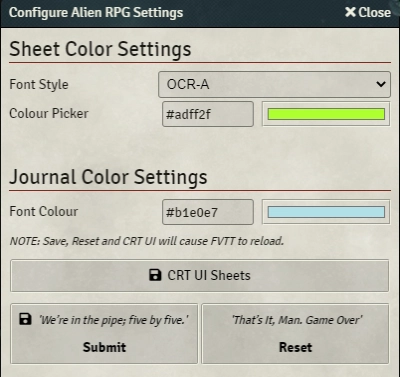 Configure Alien RPG Settings ✖ Close
Sheet Color Settings
Font Style OCR-A
Colour Picker #adff2f
Journal Color Settings
Font Colour #b1e0e7
NOTE: Save, Reset and CRT UI will cause FVTT to reload.
CRT UI Sheets
'We're in the pipe; five by five.' 'That's It, Man. Game Over'
Submit Reset